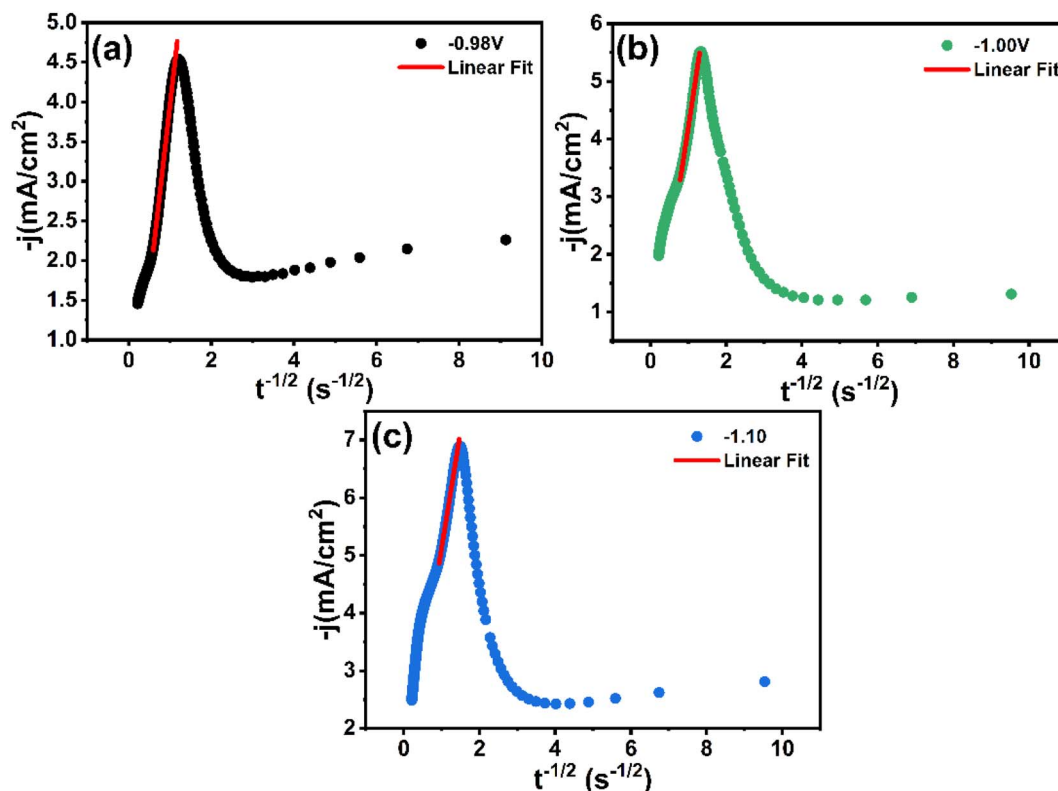 (a)
-0.98V
Linear Fit
5.0
4.5
4.0
3.5
3.0
2.5
2.0
1.5
1.0
-j(mA/cm²)
0 2 4 6 8 10
t⁻¹/² (s⁻¹/²)
(b)
-1.00V
Linear Fit
6
5
4
3
2
1
-j(mA/cm²)
0 2 4 6 8 10
t⁻¹/² (s⁻¹/²)
(c)
-1.10
Linear Fit
7
6
5
4
3
2
-j(mA/cm²)
0 2 4 6 8 10
t⁻¹/² (s⁻¹/²)